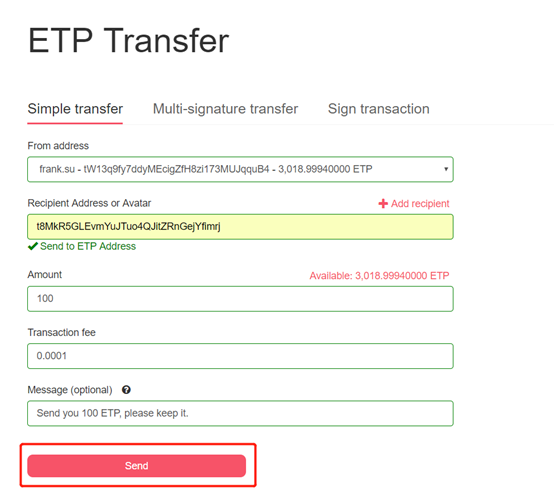 ETP Transfer
Simple transfer Multi-signature transfer Sign transaction
From address
frank.su - tW13q9fy7ddyMEcigZfH8zi173MUJqquB4 - 3,018.99940000 ETP
Recipient Address or Avatar Add recipient
t8MkR5GLEvmYuJTuo4QJitZRnGejYfimrj
Send to ETP Address
Amount Available: 3,018.99940000 ETP
100
Transaction fee
0.0001
Message (optional)
Send you 100 ETP, please keep it.
Send